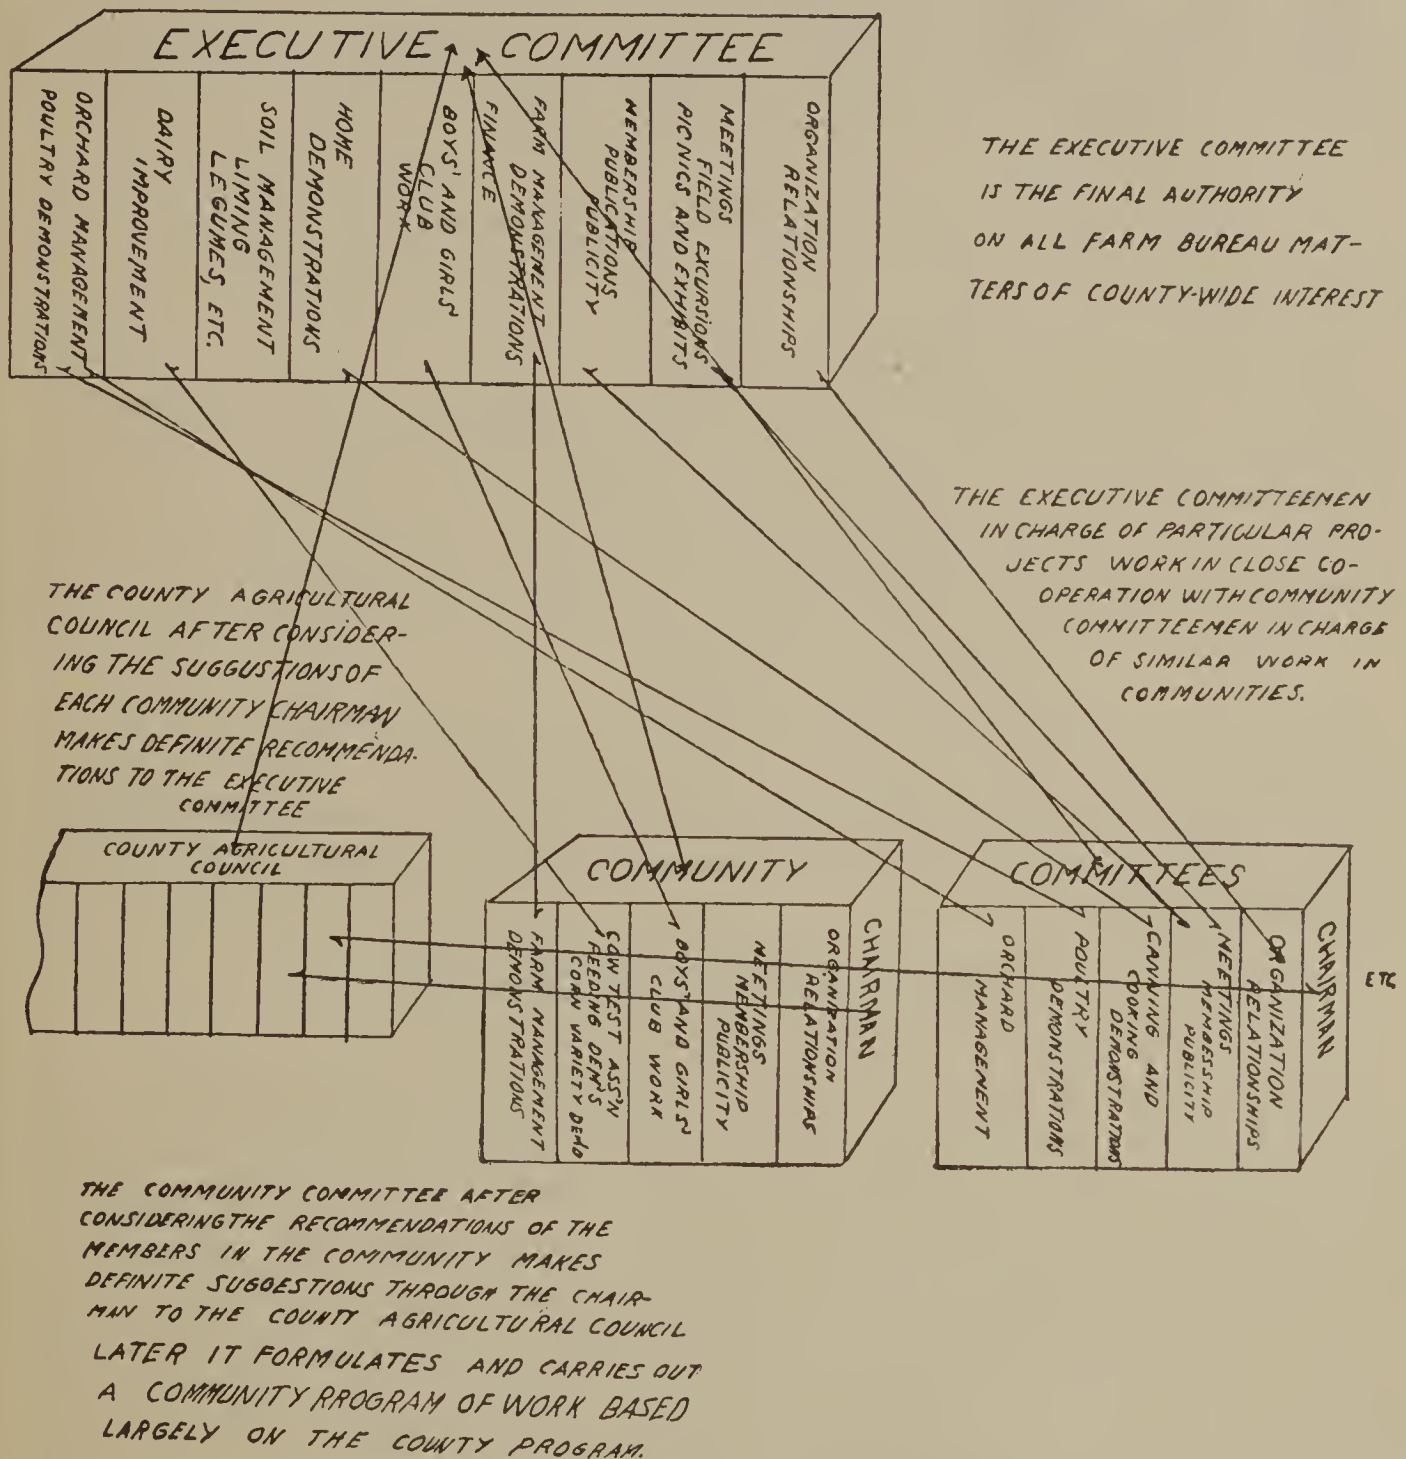 EXECUTIVE COMMITTEE
ORCHARD MANAGEMENT
POULTRY DEMONSTRATIONS
DAIRY
IMPROVEMENT
SOIL MANAGEMENT
LIMING
LEGUMES, ETC.
HOME
DEMONSTRATIONS
BOYS' AND GIRLS'
CLUB
WORK
FARM MANAGEMENT
DEMONSTRATIONS
FINANCE
MEMBERSHIP
PUBLICATIONS
PUBLICITY
MEETINGS
FIELD EXCURSIONS
PICNICS AND EXHIBITS
ORGANIZATION
RELATIONSHIPS
THE EXECUTIVE COMMITTEE
IS THE FINAL AUTHORITY
ON ALL FARM BUREAU MAT-
TERS OF COUNTY-WIDE INTEREST
THE EXECUTIVE COMMITTEEMEN
IN CHARGE OF PARTICULAR PRO-
JECTS WORK IN CLOSE CO-
OPERATION WITH COMMUNITY
COMMITTEEMEN IN CHARGE
OF SIMILAR WORK IN
COMMUNITIES.
THE COUNTY AGRICULTURAL
COUNCIL AFTER CONSIDER-
ING THE SUGGUSTIONS OF
EACH COMMUNITY CHAIRMAN
MAKES DEFINITE RECOMMENDA-
TIONS TO THE EXECUTIVE
COMMITTEE
COUNTY AGRICULTURAL
COUNCIL
COMMUNITY
FARM MANAGEMENT
DEMONSTRATIONS
COW TEST ASS'N
FEEDING DEM'S
CORN VARIETY DEMO
BOYS' AND GIRLS'
CLUB WORK
MEETINGS
MEMBERSHIP
PUBLICITY
ORGANIZATION
RELATIONSHIPS
CHAIRMAN
COMMITTEES
ORCHARD
MANAGEMENT
POULTRY
DEMONSTRATIONS
CANNING AND
COOKING
DEMONSTRATIONS
MEETINGS
MEMBESSHIP
PUBLICITY
ORGANIZATION
RELATIONSHIPS
CHAIRMAN
ETC
THE COMMUNITY COMMITTEE AFTER
CONSIDERING THE RECOMMENDATIONS OF THE
MEMBERS IN THE COMMUNITY MAKES
DEFINITE SUGGESTIONS THROUGH THE CHAIR-
MAN TO THE COUNTY AGRICULTURAL COUNCIL
LATER IT FORMULATES AND CARRIES OUT
A COMMUNITY RROGRAM OF WORK BASED
LARGELY ON THE COUNTY PROGRAM.